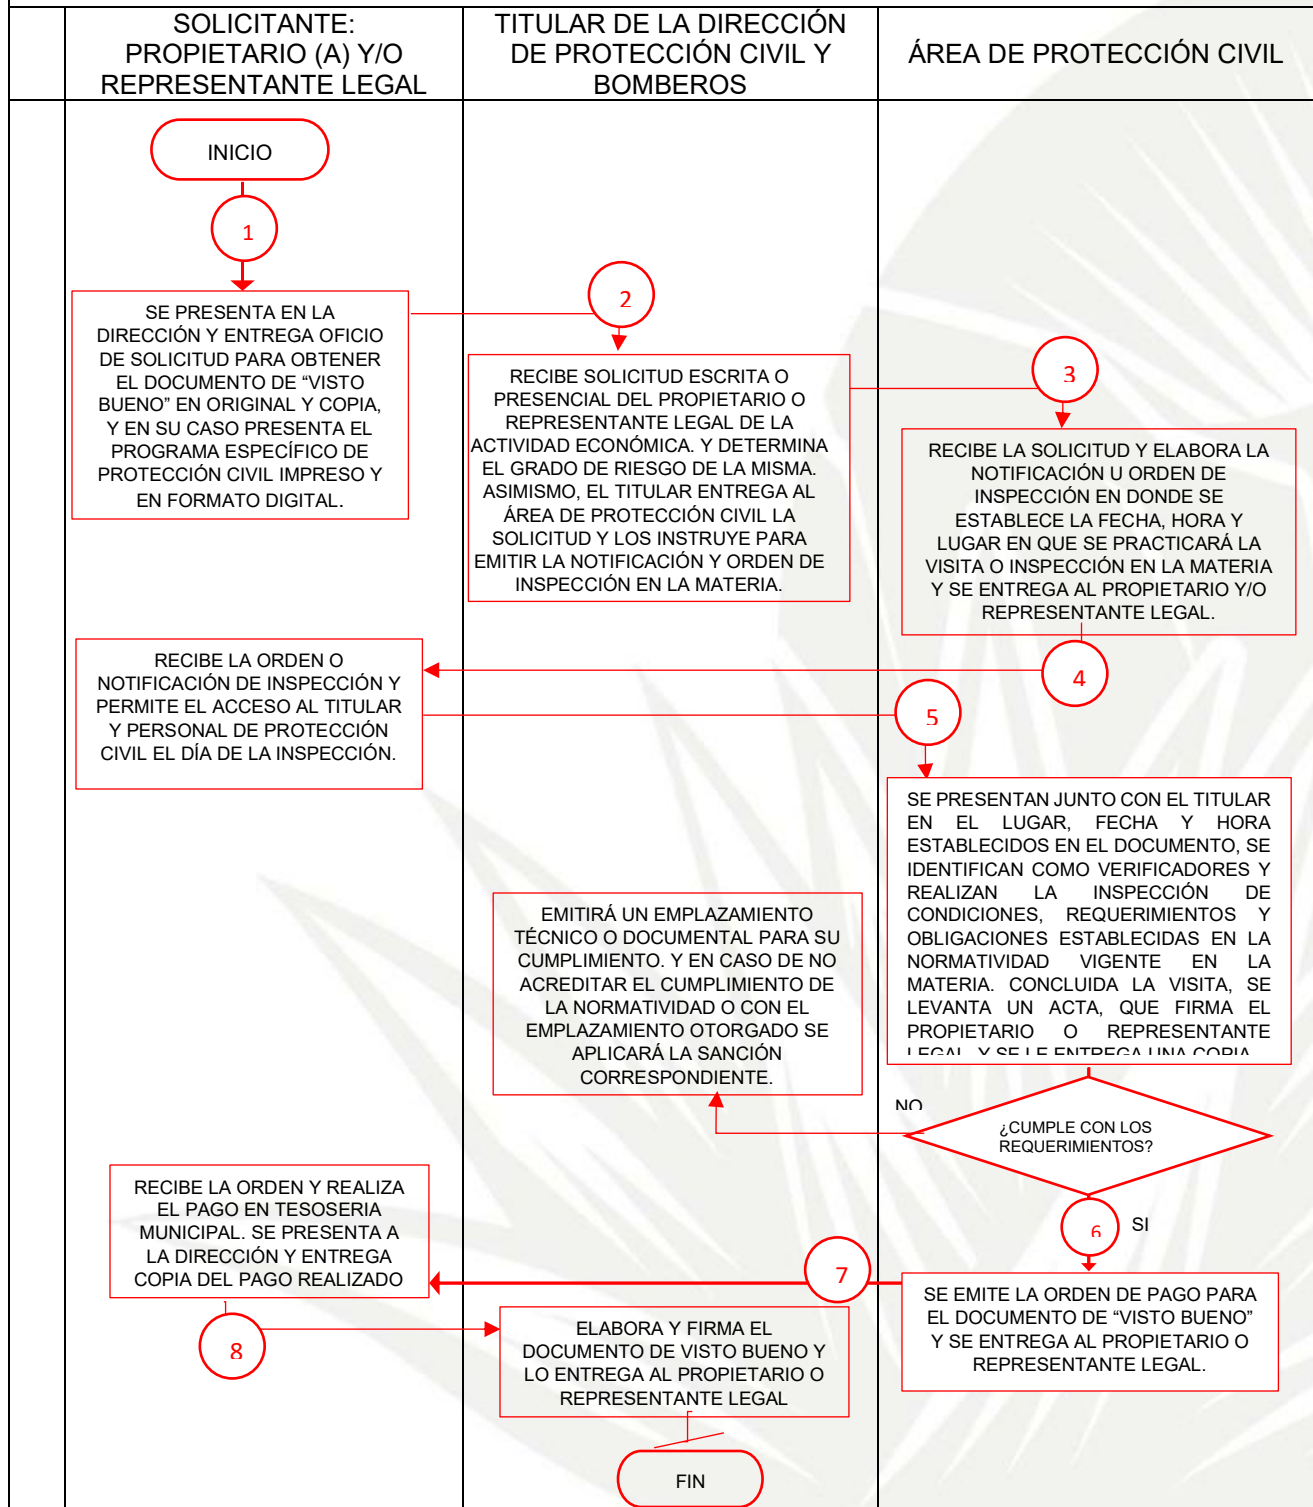 SOLICITANTE:
PROPIETARIO (A) Y/O
REPRESENTANTE LEGAL
TITULAR DE LA DIRECCIÓN
DE PROTECCIÓN CIVIL Y
BOMBEROS
ÁREA DE PROTECCIÓN CIVIL
INICIO
1
SE PRESENTA EN LA
DIRECCIÓN Y ENTREGA OFICIO
DE SOLICITUD PARA OBTENER
EL DOCUMENTO DE “VISTO
BUENO” EN ORIGINAL Y COPIA,
Y EN SU CASO PRESENTA EL
PROGRAMA ESPECÍFICO DE
PROTECCIÓN CIVIL IMPRESO Y
EN FORMATO DIGITAL.
2
RECIBE SOLICITUD ESCRITA O
PRESENCIAL DEL PROPIETARIO O
REPRESENTANTE LEGAL DE LA
ACTIVIDAD ECONÓMICA. Y DETERMINA
EL GRADO DE RIESGO DE LA MISMA.
ASIMISMO, EL TITULAR ENTREGA AL
ÁREA DE PROTECCIÓN CIVIL LA
SOLICITUD Y LOS INSTRUYE PARA
EMITIR LA NOTIFICACIÓN Y ORDEN DE
INSPECCIÓN EN LA MATERIA.
3
RECIBE LA SOLICITUD Y ELABORA LA
NOTIFICACIÓN U ORDEN DE
INSPECCIÓN EN DONDE SE
ESTABLECE LA FECHA, HORA Y
LUGAR EN QUE SE PRACTICARÁ LA
VISITA O INSPECCIÓN EN LA MATERIA
Y SE ENTREGA AL PROPIETARIO Y/O
REPRESENTANTE LEGAL.
4
RECIBE LA ORDEN O
NOTIFICACIÓN DE INSPECCIÓN Y
PERMITE EL ACCESO AL TITULAR
Y PERSONAL DE PROTECCIÓN
CIVIL EL DÍA DE LA INSPECCIÓN.
5
SE PRESENTAN JUNTO CON EL TITULAR
EN EL LUGAR, FECHA Y HORA
ESTABLECIDOS EN EL DOCUMENTO, SE
IDENTIFICAN COMO VERIFICADORES Y
REALIZAN LA INSPECCIÓN DE
CONDICIONES, REQUERIMIENTOS Y
OBLIGACIONES ESTABLECIDAS EN LA
NORMATIVIDAD VIGENTE EN LA
MATERIA. CONCLUIDA LA VISITA, SE
LEVANTA UN ACTA, QUE FIRMA EL
PROPIETARIO O REPRESENTANTE
LEGAL Y SE LE ENTREGA UNA COPIA
EMITIRÁ UN EMPLAZAMIENTO
TÉCNICO O DOCUMENTAL PARA SU
CUMPLIMIENTO. Y EN CASO DE NO
ACREDITAR EL CUMPLIMIENTO DE
LA NORMATIVIDAD O CON EL
EMPLAZAMIENTO OTORGADO SE
APLICARÁ LA SANCIÓN
CORRESPONDIENTE.
NO
¿CUMPLE CON LOS
REQUERIMIENTOS?
6
SI
SE EMITE LA ORDEN DE PAGO PARA
EL DOCUMENTO DE “VISTO BUENO”
Y SE ENTREGA AL PROPIETARIO O
REPRESENTANTE LEGAL.
7
RECIBE LA ORDEN Y REALIZA
EL PAGO EN TESOSERIA
MUNICIPAL. SE PRESENTA A
LA DIRECCIÓN Y ENTREGA
COPIA DEL PAGO REALIZADO
8
ELABORA Y FIRMA EL
DOCUMENTO DE VISTO BUENO Y
LO ENTREGA AL PROPIETARIO O
REPRESENTANTE LEGAL
FIN